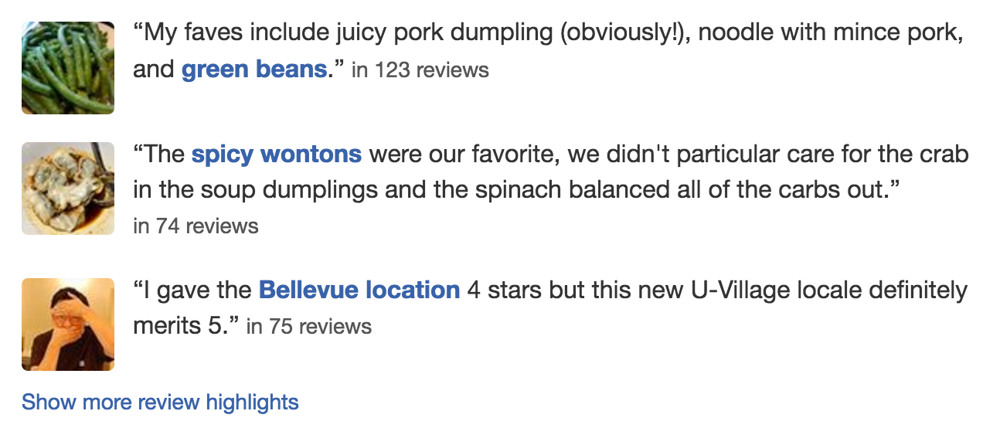 “My faves include juicy pork dumpling (obviously!), noodle with mince pork,
and green beans.” in 123 reviews
“The spicy wontons were our favorite, we didn't particular care for the crab
in the soup dumplings and the spinach balanced all of the carbs out.”
in 74 reviews
“I gave the Bellevue location 4 stars but this new U-Village locale definitely
merits 5.” in 75 reviews
Show more review highlights